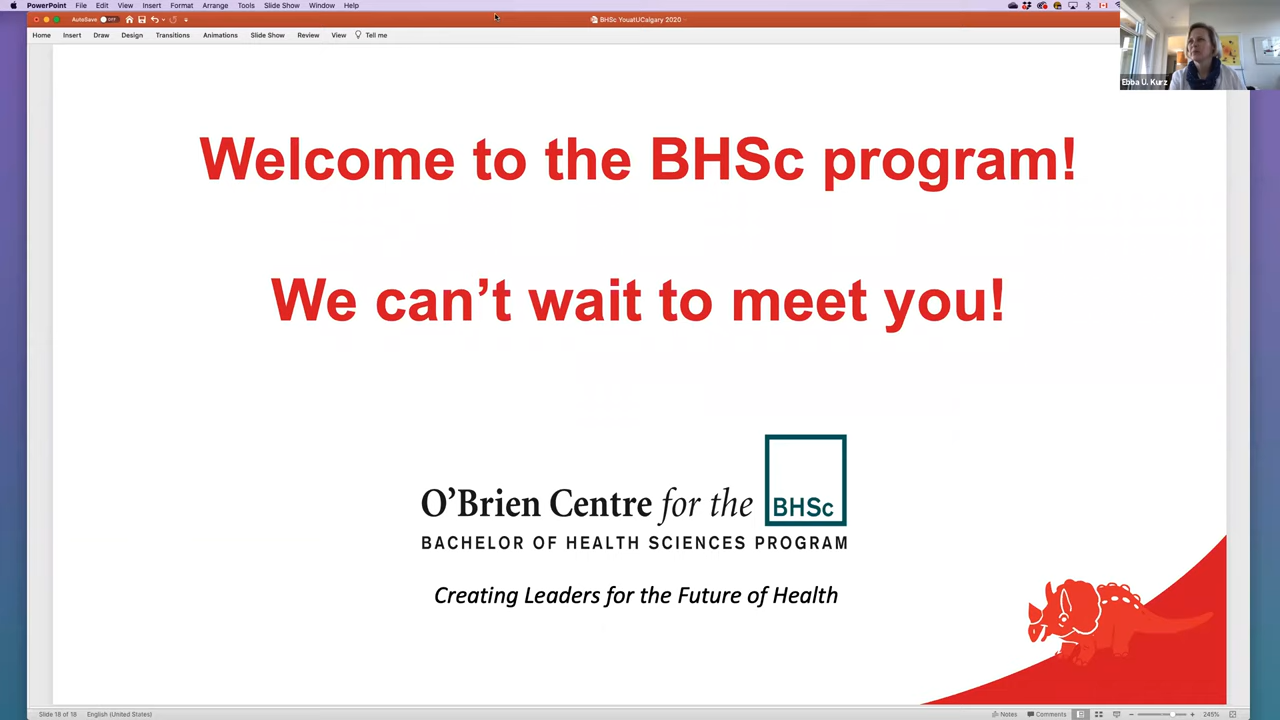 PowerPoint File Edit View Insert Format Arrange Tools Slide Show Window Help
AutoSave OFF BHSc YouatUCalgary 2020
Home Insert Draw Design Transitions Animations Slide Show Review View Tell me
Ebba U. Kurz
Welcome to the BHSc program!
We can’t wait to meet you!
O’Brien Centre for the BHSc
BACHELOR OF HEALTH SCIENCES PROGRAM
Creating Leaders for the Future of Health
Slide 18 of 18 English (United States) Notes Comments 245%